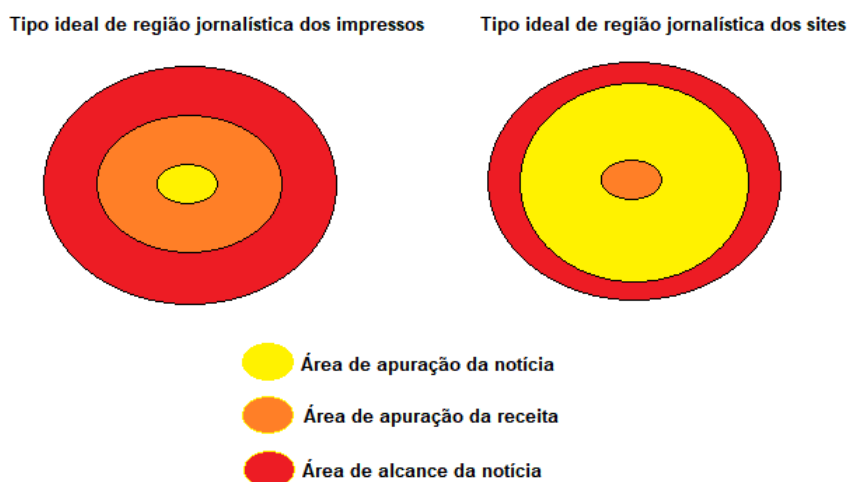 Tipo ideal de região jornalística dos impressos
Tipo ideal de região jornalística dos sites
Área de apuração da notícia
Área de apuração da receita
Área de alcance da notícia